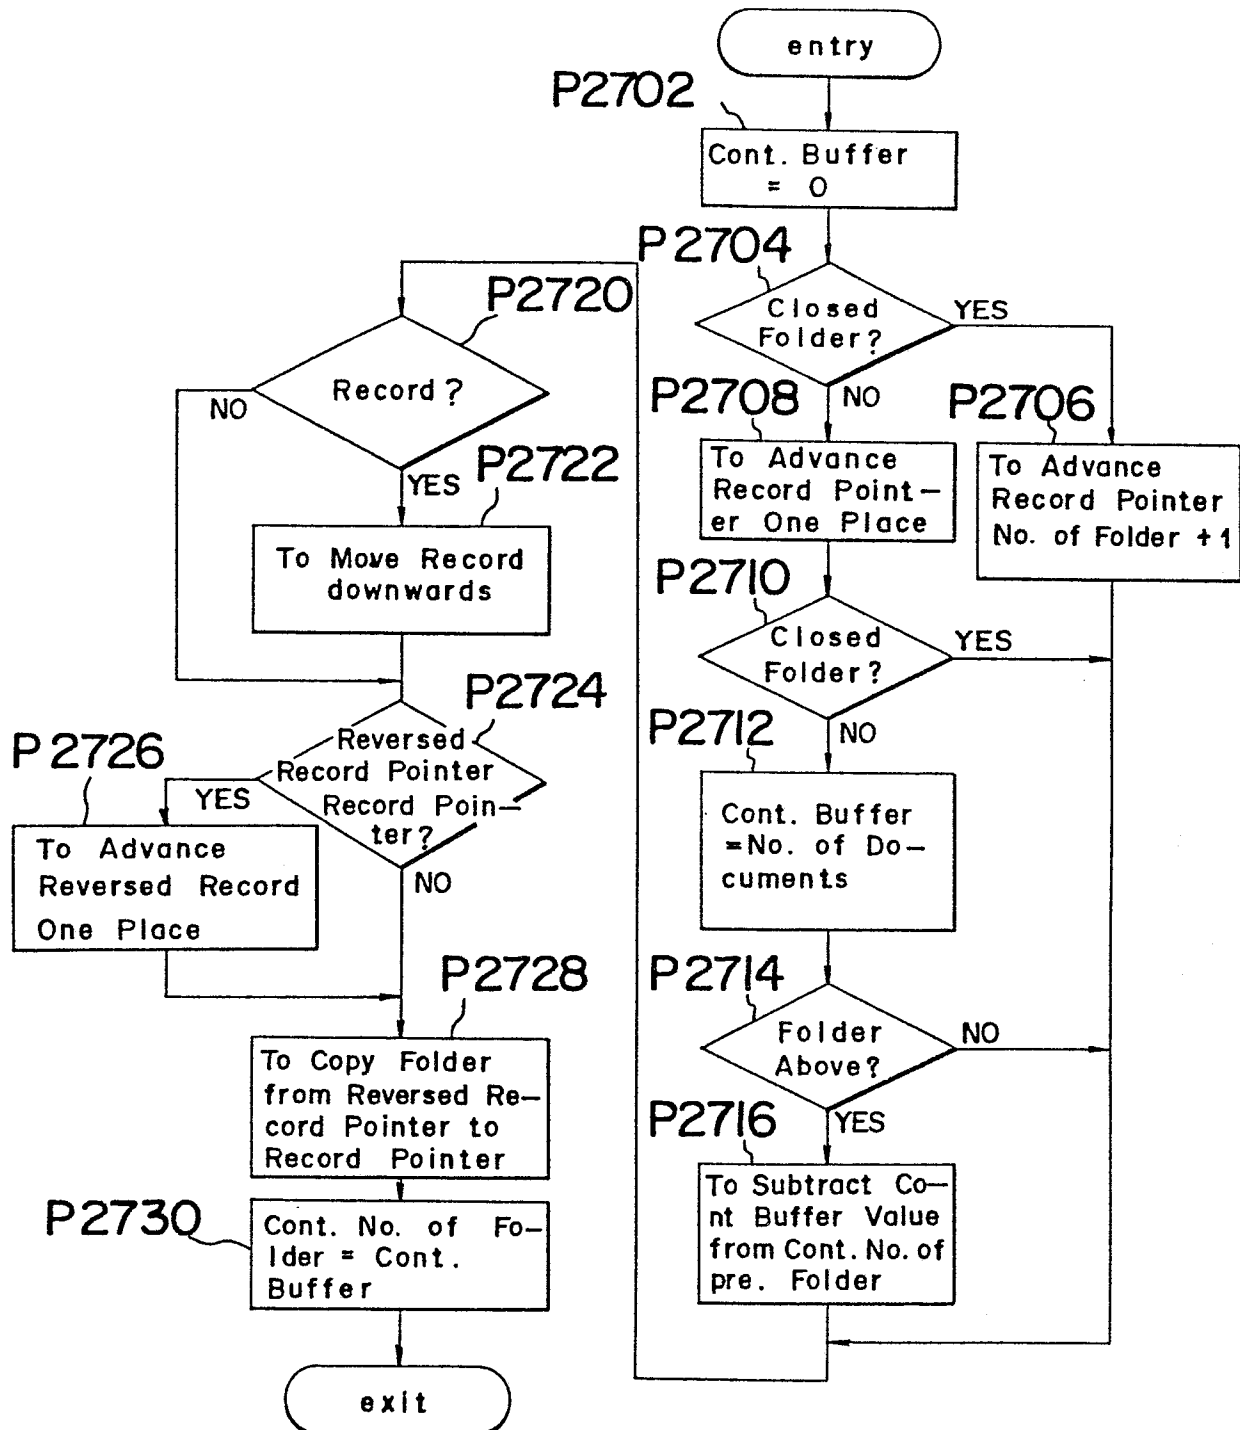 entry
P2702
Cont. Buffer
= 0
P2704
Closed
Folder?
YES
NO
P2706
To Advance
Record Pointer
No. of Folder +1
P2708
To Advance
Record Point-
er One Place
P2710
Closed
Folder?
YES
NO
P2712
Cont. Buffer
=No. of Do-
cuments
P2714
Folder
Above?
NO
YES
P2716
To Subtract Co-
nt Buffer Value
from Cont. No. of
pre. Folder
P2720
Record?
NO
YES
P2722
To Move Record
downwards
P2724
Reversed
Record Pointer
Record Poin-
ter?
YES
NO
P2726
To Advance
Reversed Record
One Place
P2728
To Copy Folder
from Reversed Re-
cord Pointer to
Record Pointer
P2730
Cont. No. of Fo-
lder = Cont.
Buffer
exit